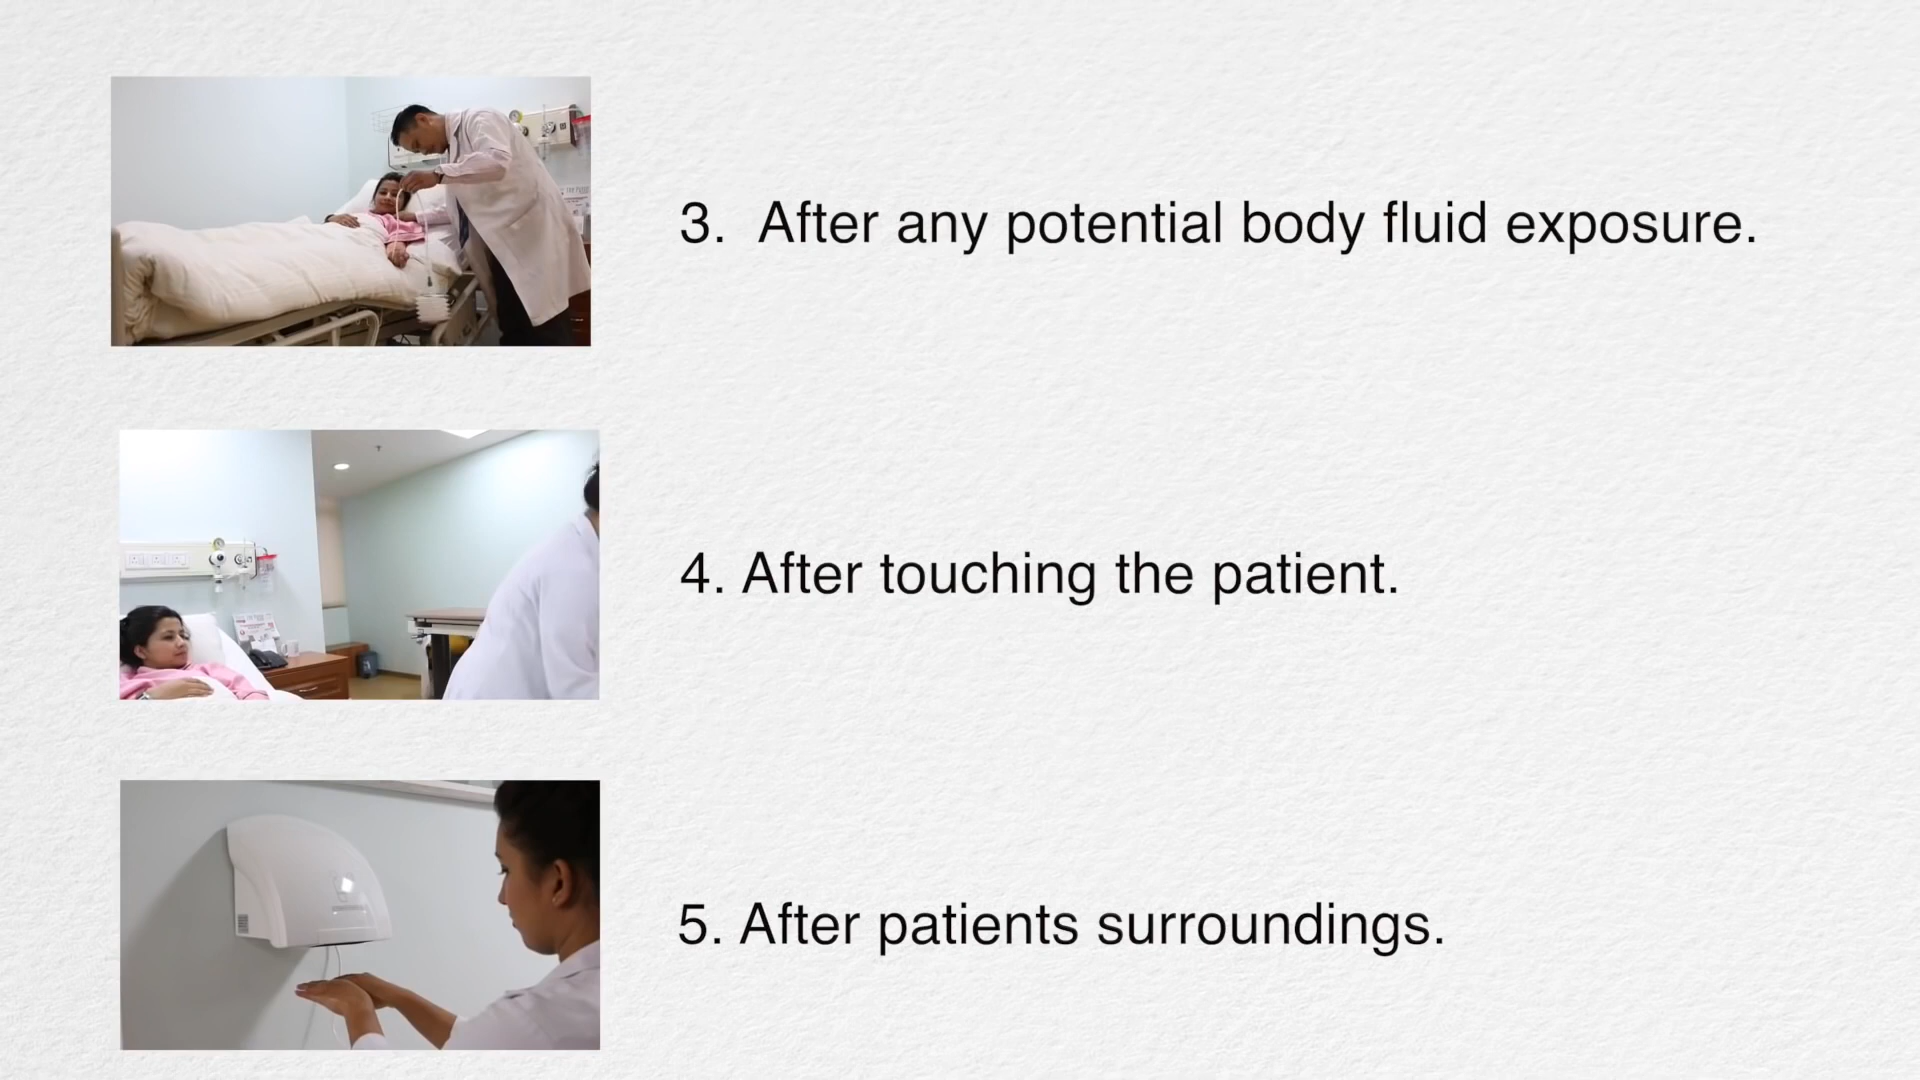 3. After any potential body fluid exposure.
4. After touching the patient.
5. After patients surroundings.